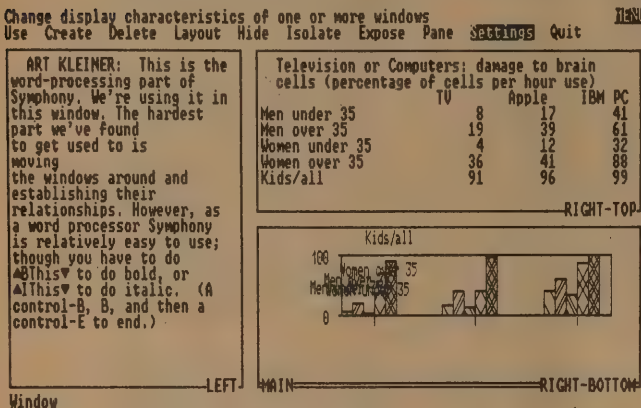 Change display characteristics of one or more windows
MENU
Use Create Delete Layout Hide Isolate Expose Pane Settings Quit
ART KLEINER: This is the
word-processing part of
Symphony. We're using it in
this window. The hardest
part we've found
to get used to is
moving
the windows around and
establishing their
relationships. However, as
a word processor Symphony
is relatively easy to use;
though you have to do
▲BThis▼ to do bold, or
▲IThis▼ to do italic. (A
control-B, B, and then a
control-E to end.)
LEFT
Television or Computers: damage to brain
cells (percentage of cells per hour use)
TV Apple IBM PC
Men under 35 8 17 41
Men over 35 19 39 61
Women under 35 4 12 32
Women over 35 36 41 88
Kids/all 91 96 99
RIGHT-TOP
Kids/all
100
Women over 35
0
MAIN
RIGHT-BOTTOM
Window